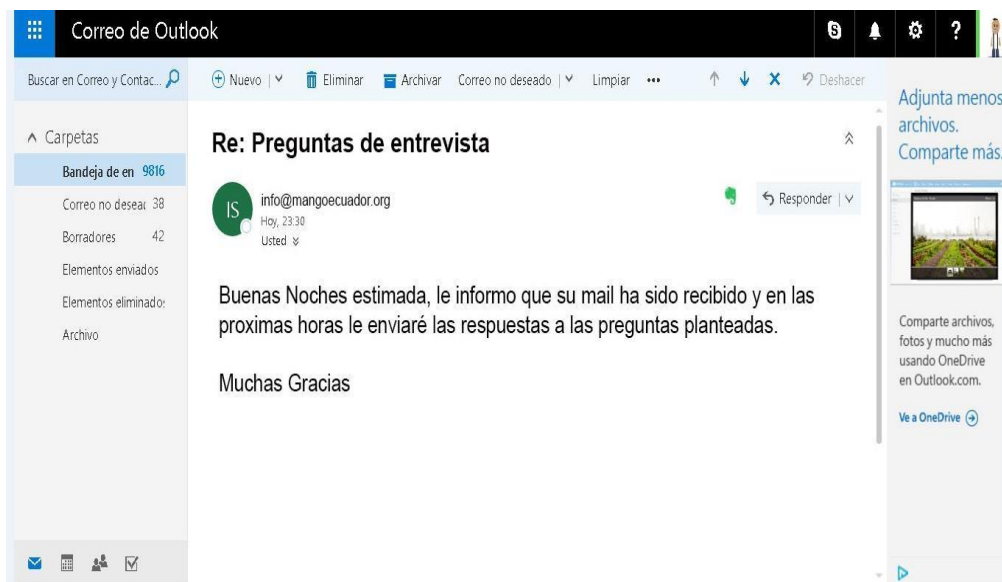 Correo de Outlook
Buscar en Correo y Contac...
Nuevo
Eliminar
Archivar
Correo no deseado
Limpiar
Deshacer
Carpetas
Bandeja de en 9816
Correo no deseac 38
Borradores 42
Elementos enviados
Elementos eliminado
Archivo
Re: Preguntas de entrevista
IS
info@mangoecuador.org
Hoy, 23:30
Usted
Responder
Buenas Noches estimada, le informo que su mail ha sido recibido y en las
proximas horas le enviaré las respuestas a las preguntas planteadas.
Muchas Gracias
Adjunta menos
archivos.
Comparte más.
Comparte archivos,
fotos y mucho más
usando OneDrive
en Outlook.com.
Ve a OneDrive